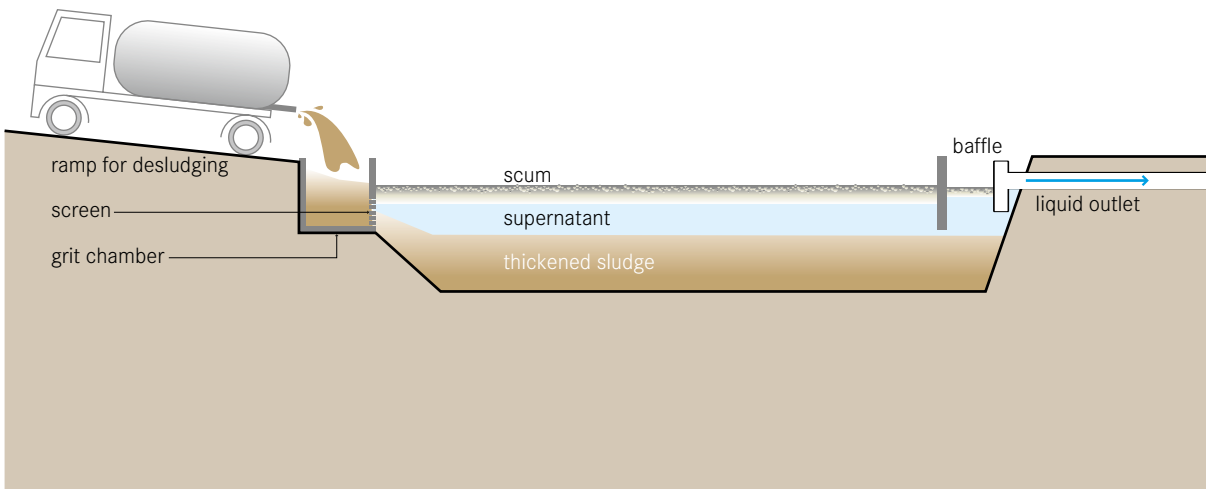 ramp for desludging
screen
grit chamber
scum
supernatant
thickened sludge
baffle
liquid outlet